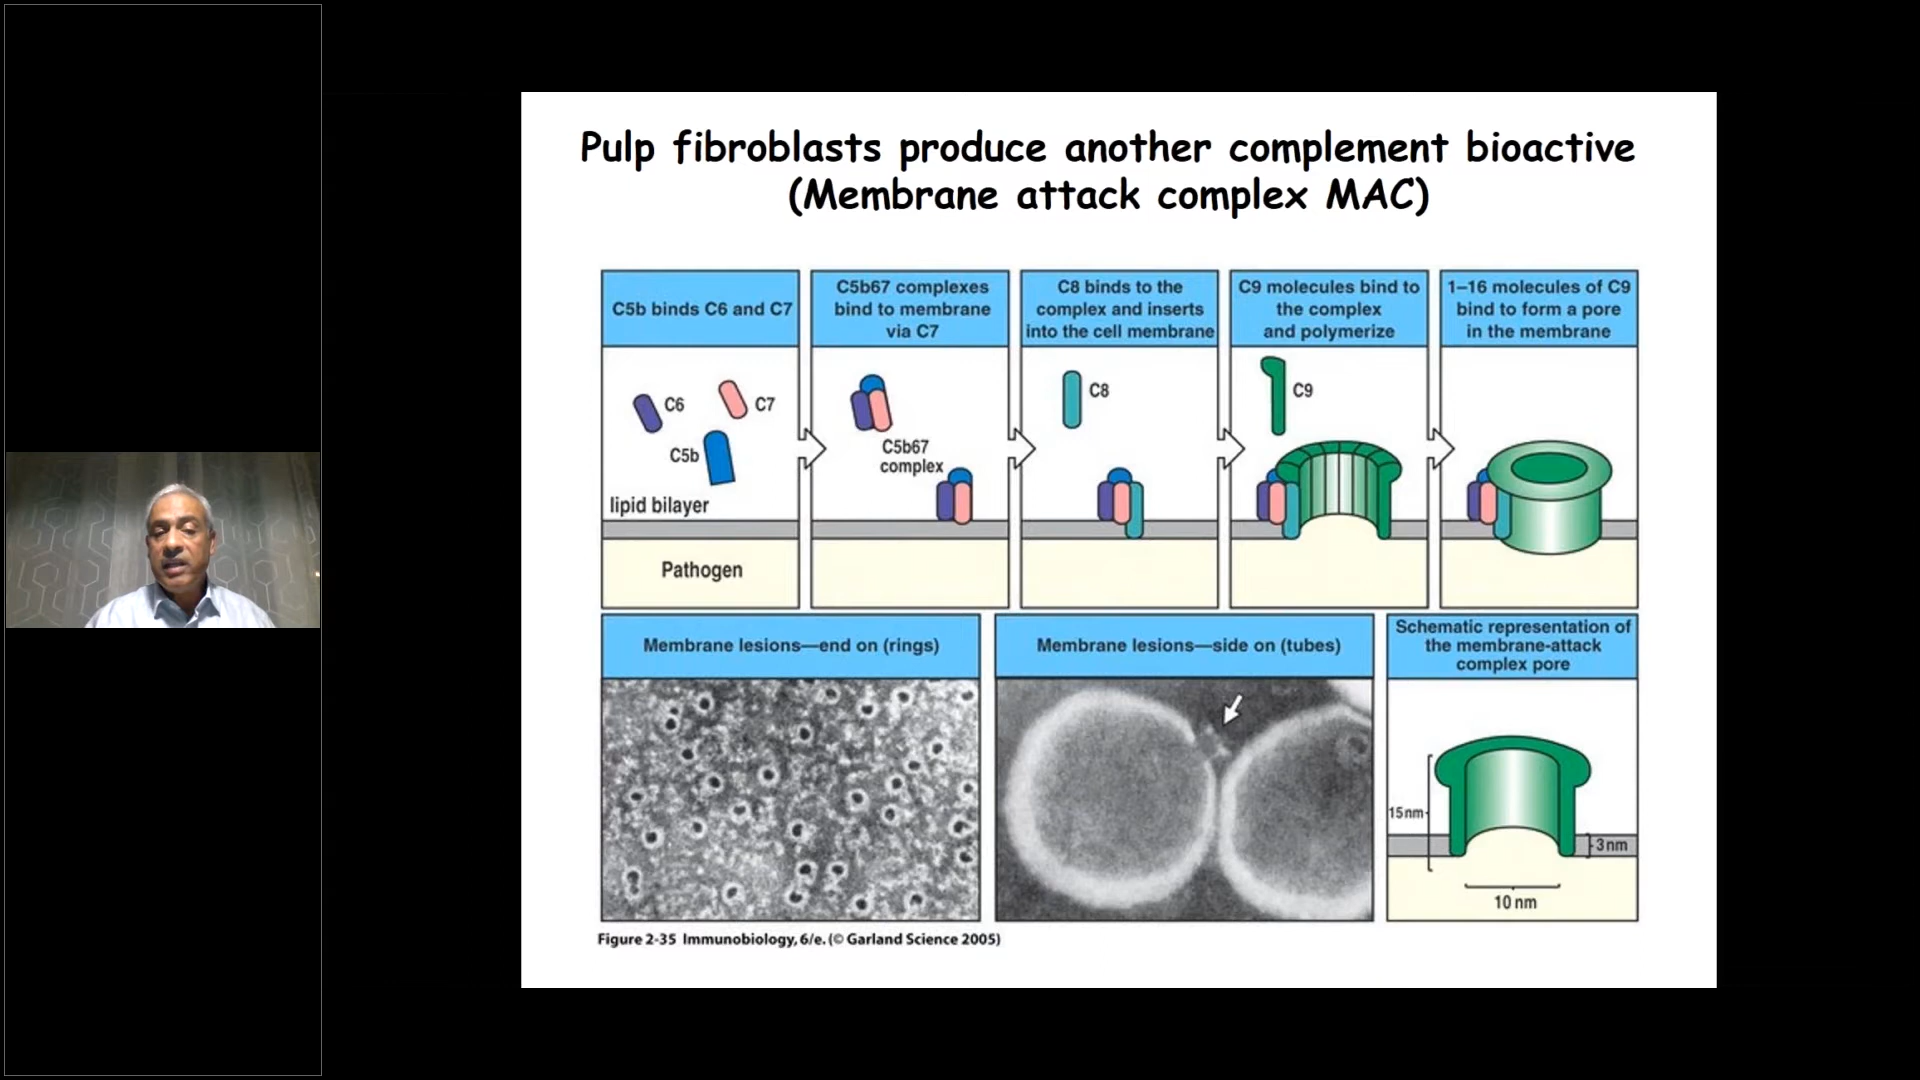 Pulp fibroblasts produce another complement bioactive
(Membrane attack complex MAC)
C5b binds C6 and C7
C5b67 complexes
bind to membrane
via C7
C8 binds to the
complex and inserts
into the cell membrane
C9 molecules bind to
the complex
and polymerize
1–16 molecules of C9
bind to form a pore
in the membrane
C6
C7
C5b
lipid bilayer
Pathogen
C5b67
complex
C8
C9
Membrane lesions—end on (rings)
Membrane lesions—side on (tubes)
Schematic representation of
the membrane-attack
complex pore
15nm
3nm
10 nm
Figure 2-35 Immunobiology, 6/e. (© Garland Science 2005)